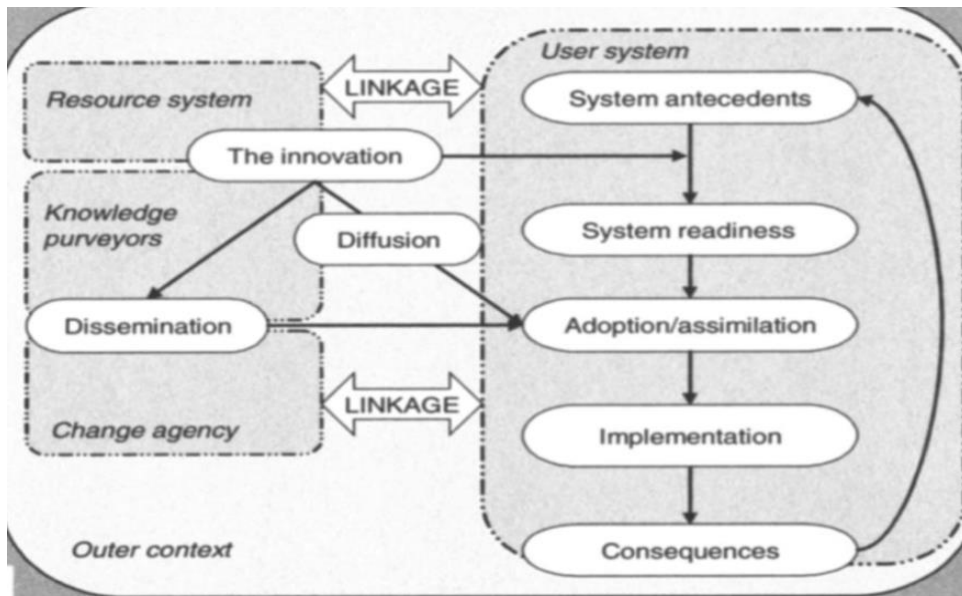 User system
LINKAGE
Resource system
System antecedents
The innovation
Knowledge
purveyors
Diffusion
System readiness
Dissemination
Adoption/assimilation
LINKAGE
Change agency
Implementation
Outer context
Consequences